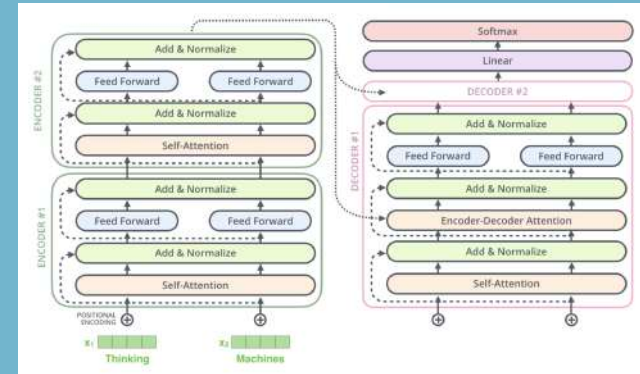 ENCODER #2
Add & Normalize
Feed Forward Feed Forward
Add & Normalize
Self-Attention
ENCODER #1
Add & Normalize
Feed Forward Feed Forward
Add & Normalize
Self-Attention
POSITIONAL
ENCODING
x₁ x₂
Thinking Machines
Softmax
Linear
DECODER #2
DECODER #1
Add & Normalize
Feed Forward Feed Forward
Add & Normalize
Encoder-Decoder Attention
Add & Normalize
Self-Attention